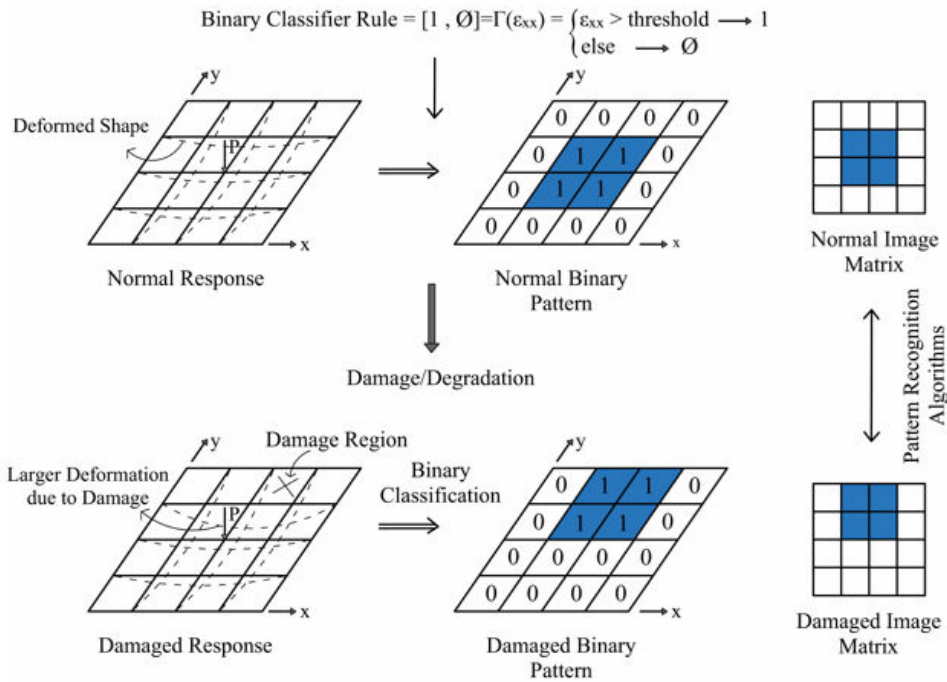 Binary Classifier Rule = [1 , Ø]=Γ(εxx) = { εxx > threshold → 1
else → Ø
y
Deformed Shape
P
x
Normal Response
y
0 0 0 0
0 1 1 0
0 1 1 0
0 0 0 0
x
Normal Binary
Pattern
Normal Image
Matrix
Damage/Degradation
Pattern Recognition
Algorithms
y
Damage Region
Larger Deformation
due to Damage
P
x
Damaged Response
Binary
Classification
y
0 1 1 0
0 1 1 0
0 0 0 0
0 0 0 0
x
Damaged Binary
Pattern
Damaged Image
Matrix